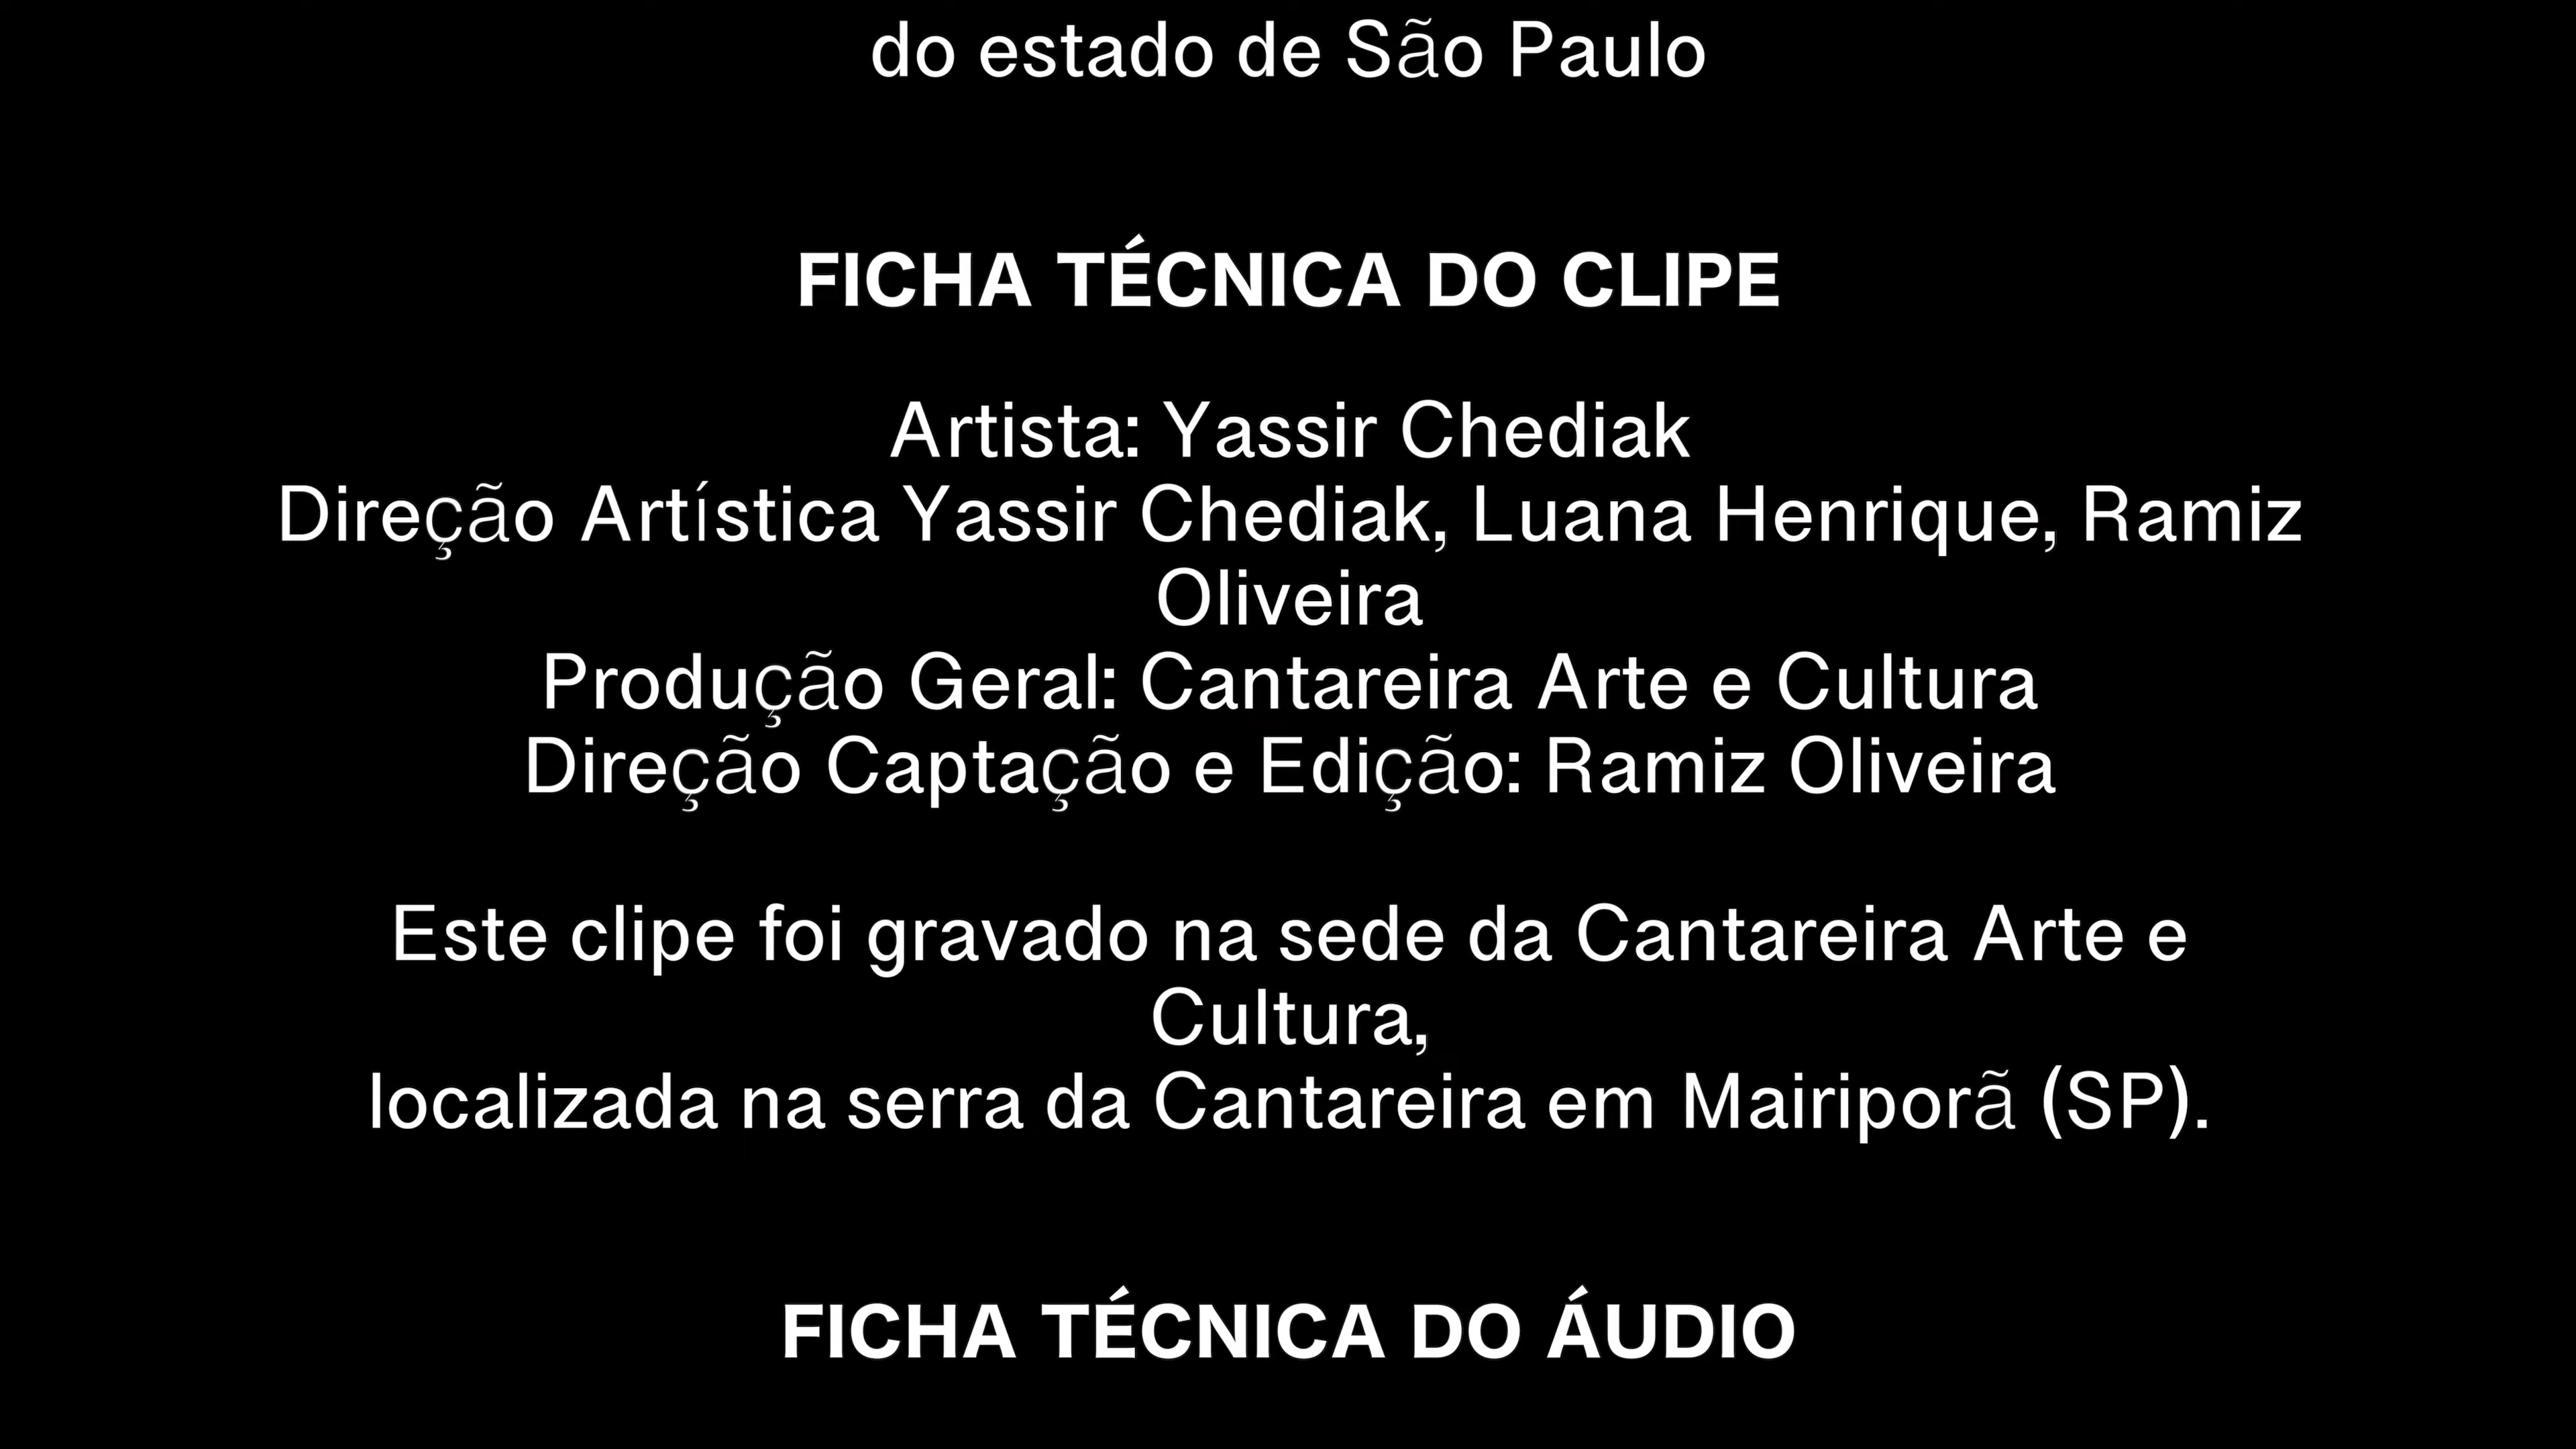 do estado de São Paulo
FICHA TÉCNICA DO CLIPE
Artista: Yassir Chediak
Direção Artística Yassir Chediak, Luana Henrique, Ramiz
Oliveira
Produção Geral: Cantareira Arte e Cultura
Direção Captação e Edição: Ramiz Oliveira
Este clipe foi gravado na sede da Cantareira Arte e
Cultura,
localizada na serra da Cantareira em Mairiporã (SP).
FICHA TÉCNICA DO ÁUDIO